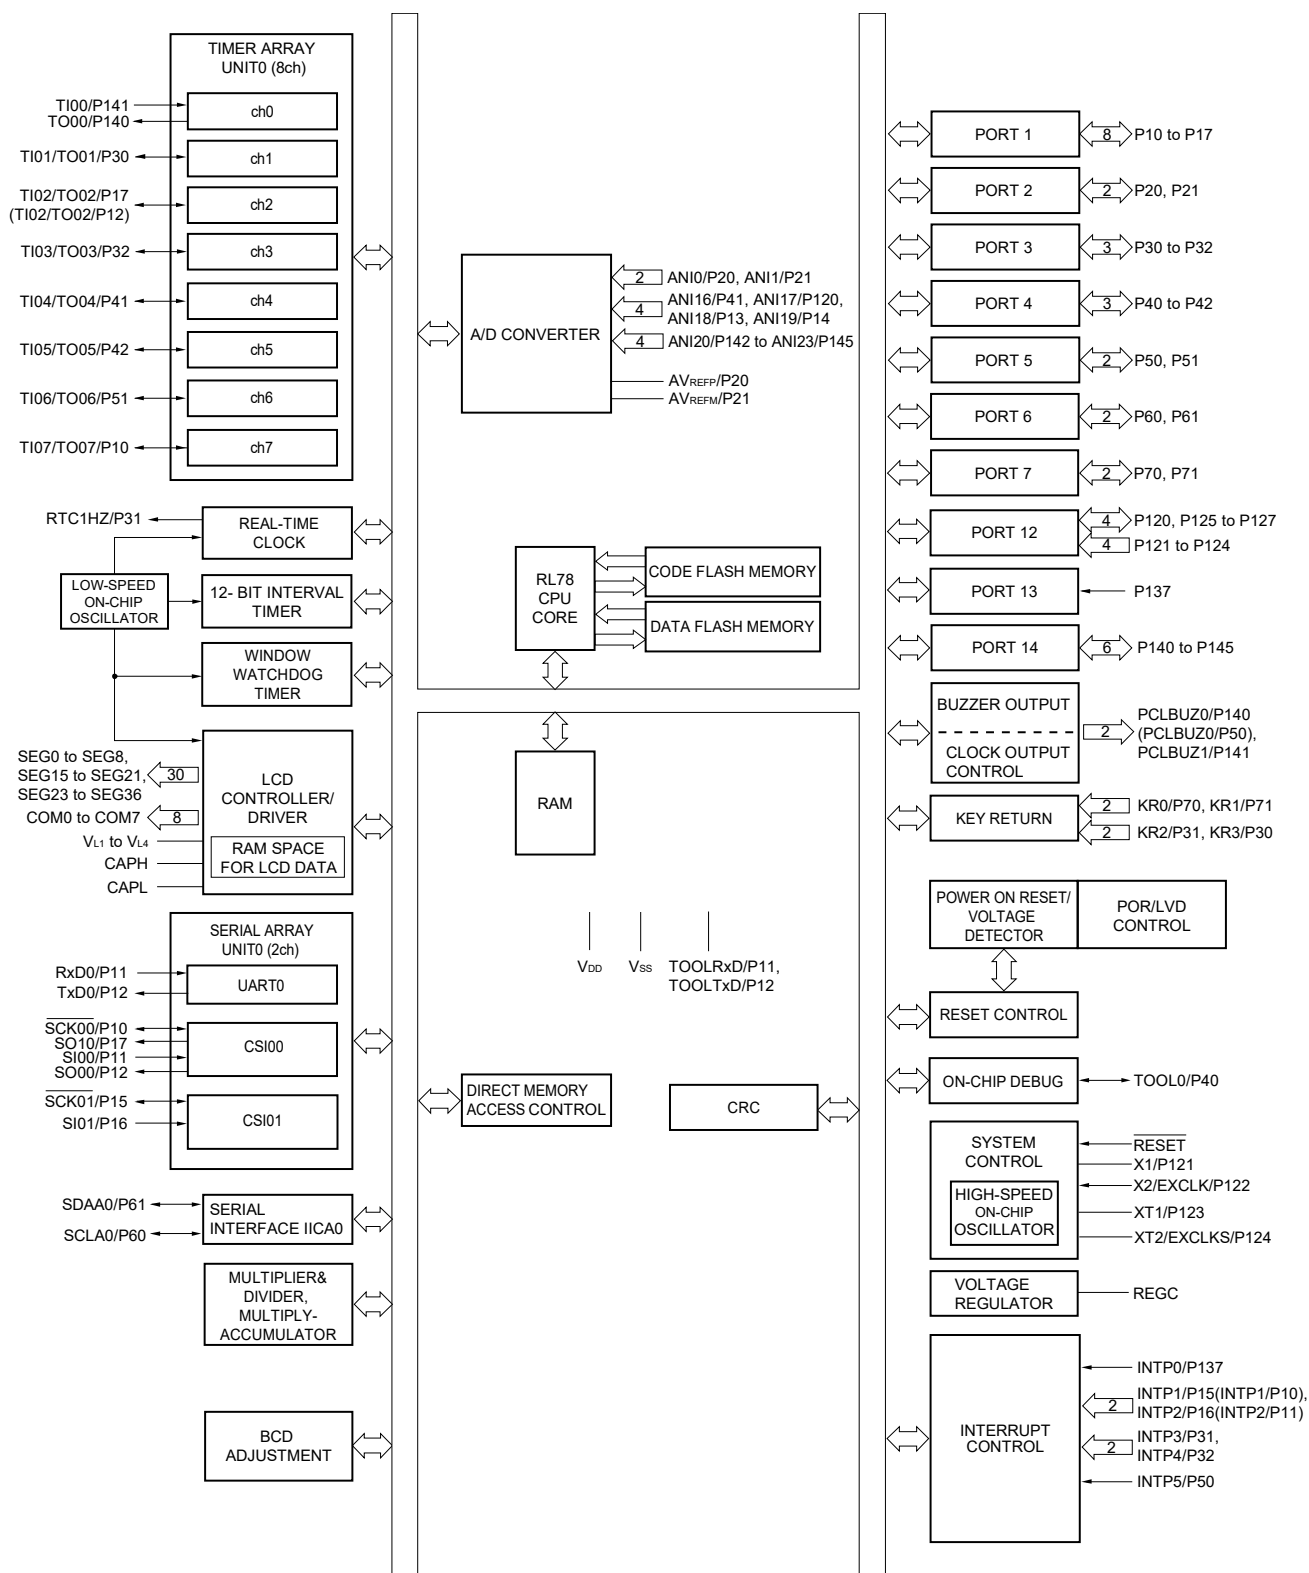 TIMER ARRAY
UNIT0 (8ch)
TI00/P141
TO00/P140
ch0
TI01/TO01/P30
ch1
TI02/TO02/P17
(TI02/TO02/P12)
ch2
TI03/TO03/P32
ch3
TI04/TO04/P41
ch4
TI05/TO05/P42
ch5
TI06/TO06/P51
ch6
TI07/TO07/P10
ch7
RTC1HZ/P31
REAL-TIME
CLOCK
LOW-SPEED
ON-CHIP
OSCILLATOR
12- BIT INTERVAL
TIMER
WINDOW
WATCHDOG
TIMER
SEG0 to SEG8,
SEG15 to SEG21,
SEG23 to SEG36
30
COM0 to COM7
8
VL1 to VL4
CAPH
CAPL
LCD
CONTROLLER/
DRIVER
RAM SPACE
FOR LCD DATA
SERIAL ARRAY
UNIT0 (2ch)
RxD0/P11
TxD0/P12
UART0
SCK00/P10
SO10/P17
SI00/P11
SO00/P12
CSI00
SCK01/P15
SI01/P16
CSI01
SDAA0/P61
SCLA0/P60
SERIAL
INTERFACE IICA0
MULTIPLIER&
DIVIDER,
MULTIPLY-
ACCUMULATOR
BCD
ADJUSTMENT
A/D CONVERTER
2
ANI0/P20, ANI1/P21
4
ANI16/P41, ANI17/P120,
ANI18/P13, ANI19/P14
4
ANI20/P142 to ANI23/P145
AVREFP/P20
AVREFM/P21
RL78
CPU
CORE
CODE FLASH MEMORY
DATA FLASH MEMORY
RAM
VDD
VSS
TOOLRxD/P11,
TOOLTxD/P12
DIRECT MEMORY
ACCESS CONTROL
CRC
PORT 1
8
P10 to P17
PORT 2
2
P20, P21
PORT 3
3
P30 to P32
PORT 4
3
P40 to P42
PORT 5
2
P50, P51
PORT 6
2
P60, P61
PORT 7
2
P70, P71
PORT 12
4
P120, P125 to P127
4
P121 to P124
PORT 13
P137
PORT 14
6
P140 to P145
BUZZER OUTPUT
CLOCK OUTPUT
CONTROL
2
PCLBUZ0/P140
(PCLBUZ0/P50),
PCLBUZ1/P141
KEY RETURN
2
KR0/P70, KR1/P71
2
KR2/P31, KR3/P30
POWER ON RESET/
VOLTAGE
DETECTOR
POR/LVD
CONTROL
RESET CONTROL
ON-CHIP DEBUG
TOOL0/P40
SYSTEM
CONTROL
HIGH-SPEED
ON-CHIP
OSCILLATOR
RESET
X1/P121
X2/EXCLK/P122
XT1/P123
XT2/EXCLKS/P124
VOLTAGE
REGULATOR
REGC
INTERRUPT
CONTROL
INTP0/P137
2
INTP1/P15(INTP1/P10),
INTP2/P16(INTP2/P11)
2
INTP3/P31,
INTP4/P32
INTP5/P50